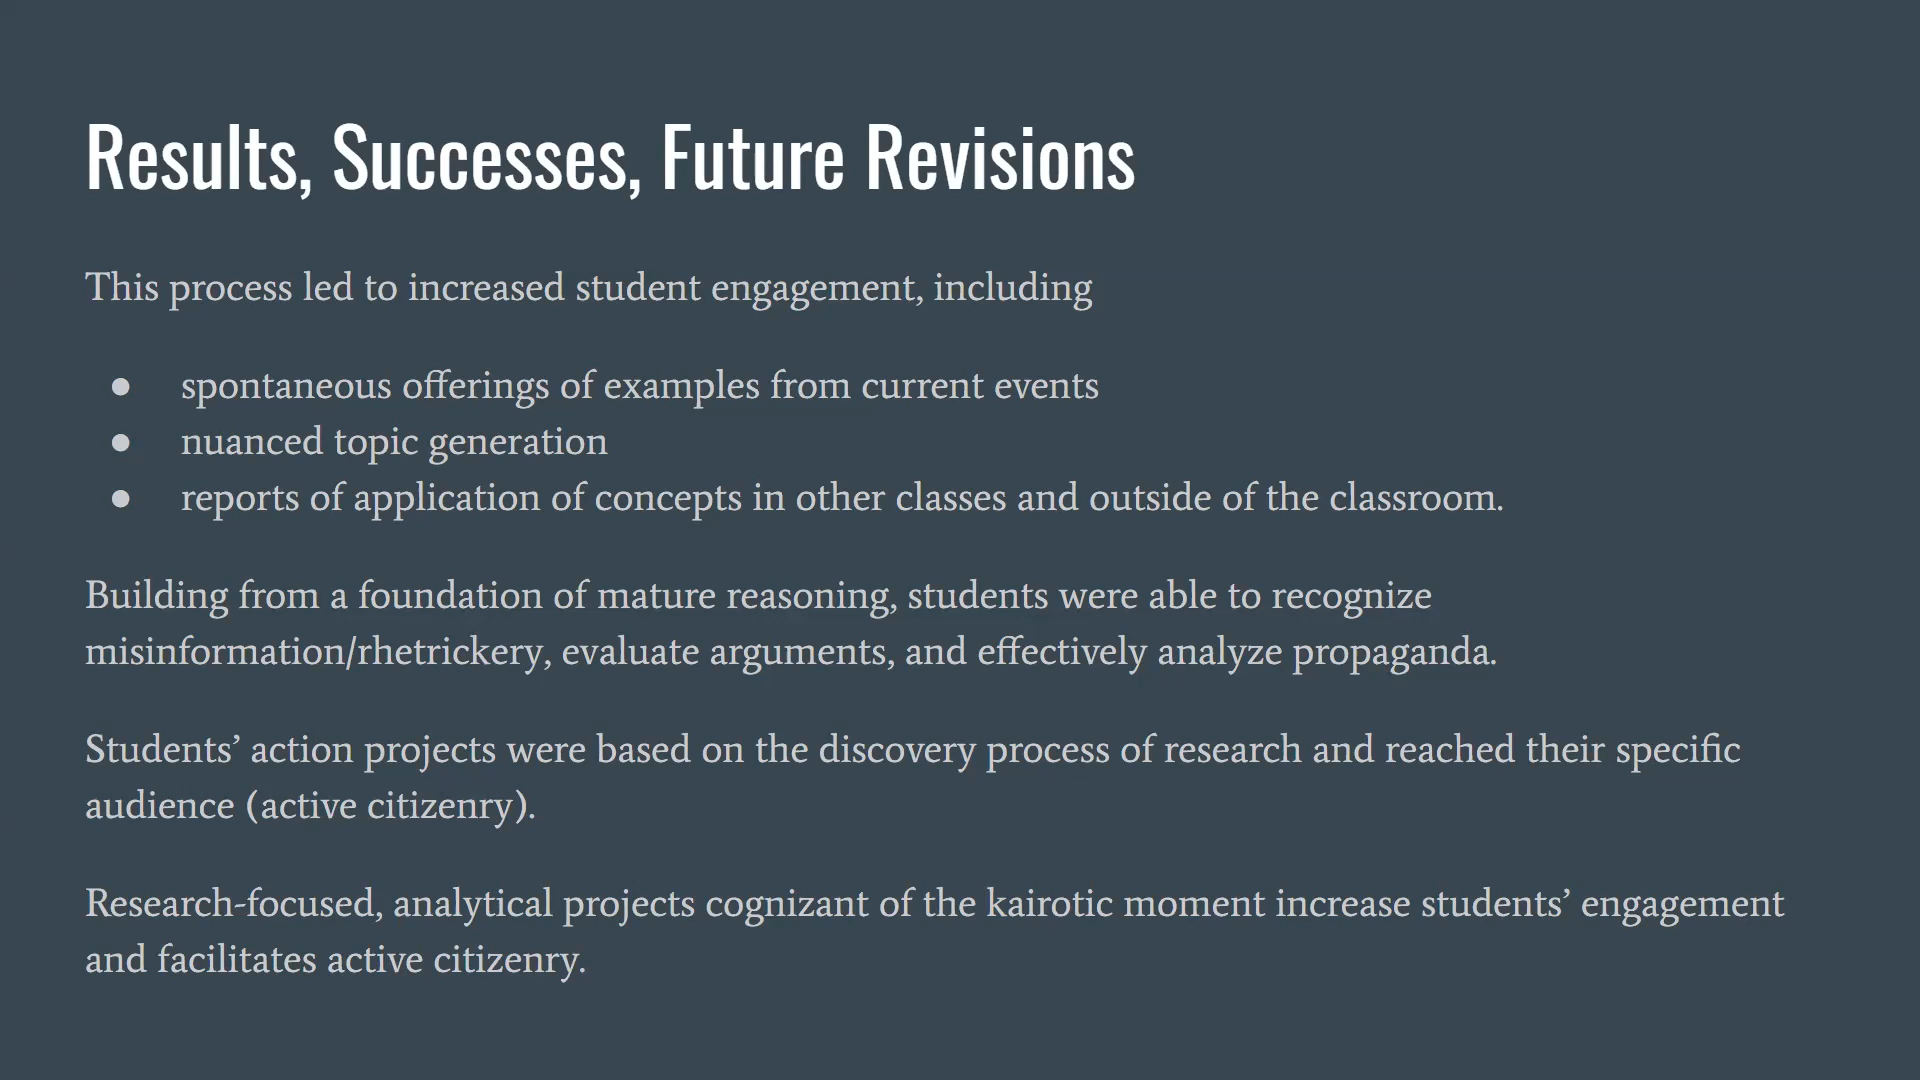 Results, Successes, Future Revisions
This process led to increased student engagement, including
● spontaneous offerings of examples from current events
● nuanced topic generation
● reports of application of concepts in other classes and outside of the classroom.
Building from a foundation of mature reasoning, students were able to recognize
misinformation/rhetrickery, evaluate arguments, and effectively analyze propaganda.
Students’ action projects were based on the discovery process of research and reached their specific
audience (active citizenry).
Research-focused, analytical projects cognizant of the kairotic moment increase students’ engagement
and facilitates active citizenry.